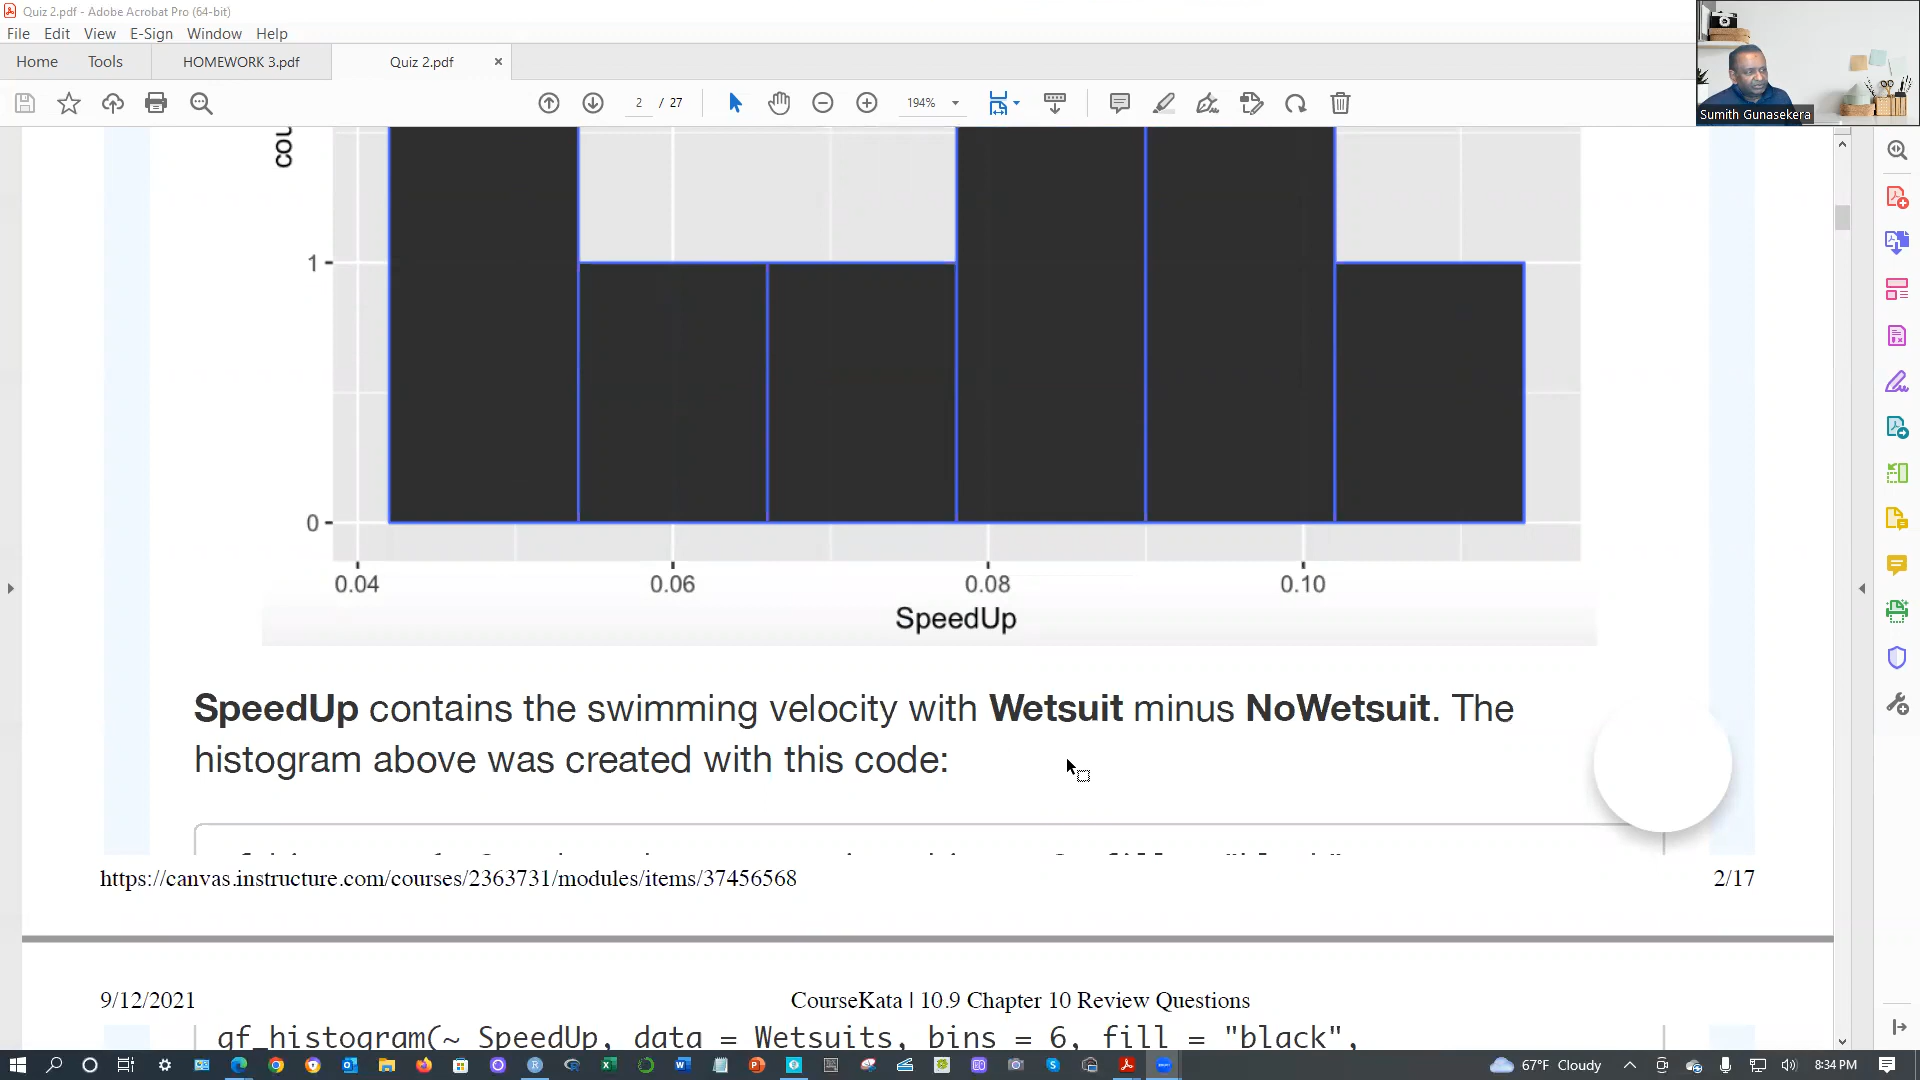 Quiz 2.pdf - Adobe Acrobat Pro (64-bit)
File Edit View E-Sign Window Help
Home Tools HOMEWORK 3.pdf Quiz 2.pdf ×
2 / 27 194%
Sumith Gunasekera
cou
1
0
0.04 0.06 0.08 0.10
SpeedUp
SpeedUp contains the swimming velocity with Wetsuit minus NoWetsuit. The
histogram above was created with this code:
https://canvas.instructure.com/courses/2363731/modules/items/37456568 2/17
9/12/2021 CourseKata | 10.9 Chapter 10 Review Questions
gf_histogram(~ SpeedUp, data = Wetsuits, bins = 6, fill = "black",
67°F Cloudy 8:34 PM